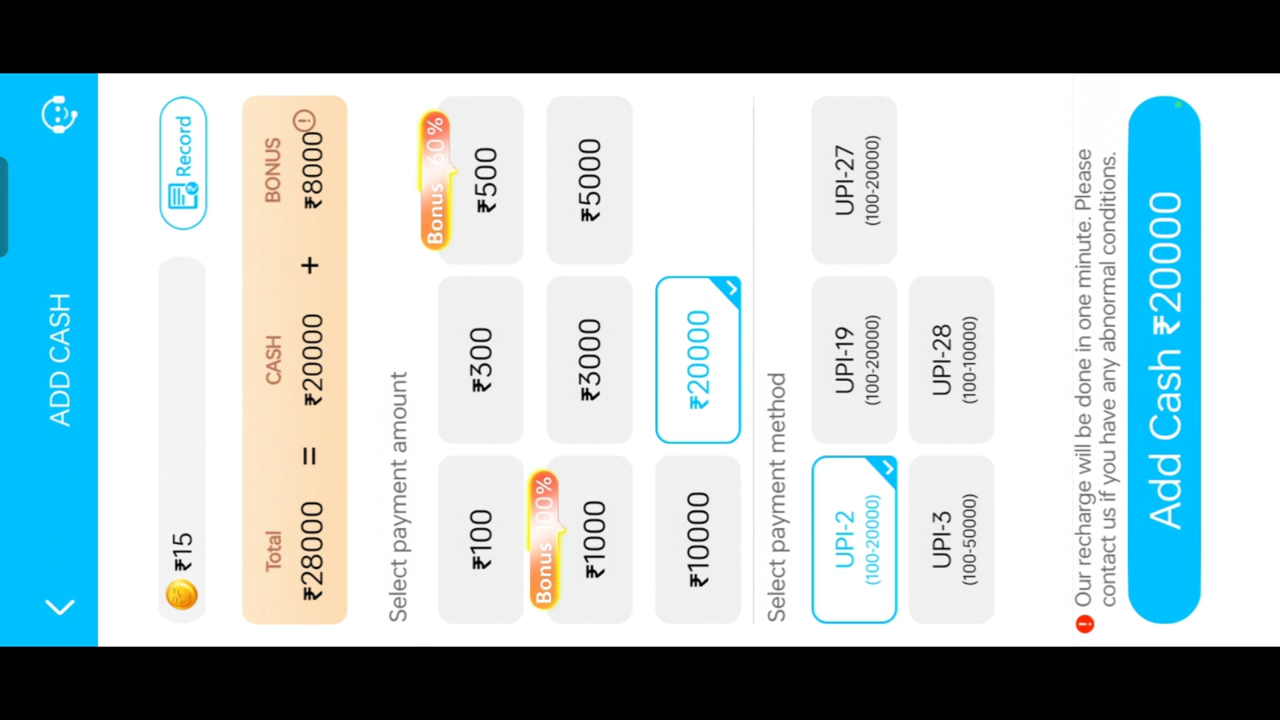 ADD CASH
₹15
Record
Total CASH BONUS
₹28000 = ₹20000 + ₹8000
Select payment amount
Bonus 60%
₹100 ₹300 ₹500
Bonus
₹1000 ₹3000 ₹5000
₹10000 ₹20000
Select payment method
UPI-2 UPI-19 UPI-27
(100-20000) (100-20000) (100-20000)
UPI-3 UPI-28
(100-50000) (100-10000)
Our recharge will be done in one minute. Please
contact us if you have any abnormal conditions.
Add Cash ₹20000